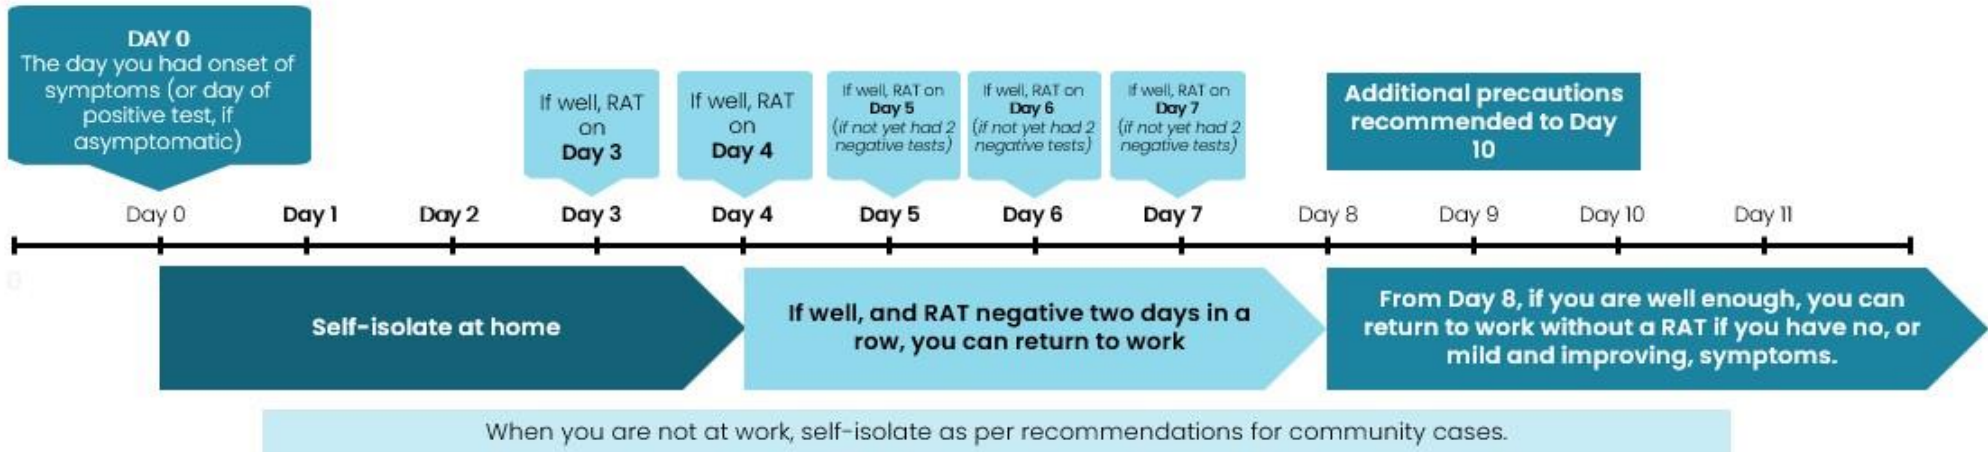 DAY 0
The day you had onset of
symptoms (or day of
positive test, if
asymptomatic)
If well, RAT
on
Day 3
If well, RAT
on
Day 4
If well, RAT on
Day 5
(if not yet had 2
negative tests)
If well, RAT on
Day 6
(if not yet had 2
negative tests)
If well, RAT on
Day 7
(if not yet had 2
negative tests)
Additional precautions
recommended to Day
10
Day 0
Day 1
Day 2
Day 3
Day 4
Day 5
Day 6
Day 7
Day 8
Day 9
Day 10
Day 11
0
Self-isolate at home
If well, and RAT negative two days in a
row, you can return to work
From Day 8, if you are well enough, you can
return to work without a RAT if you have no, or
mild and improving, symptoms.
When you are not at work, self-isolate as per recommendations for community cases.